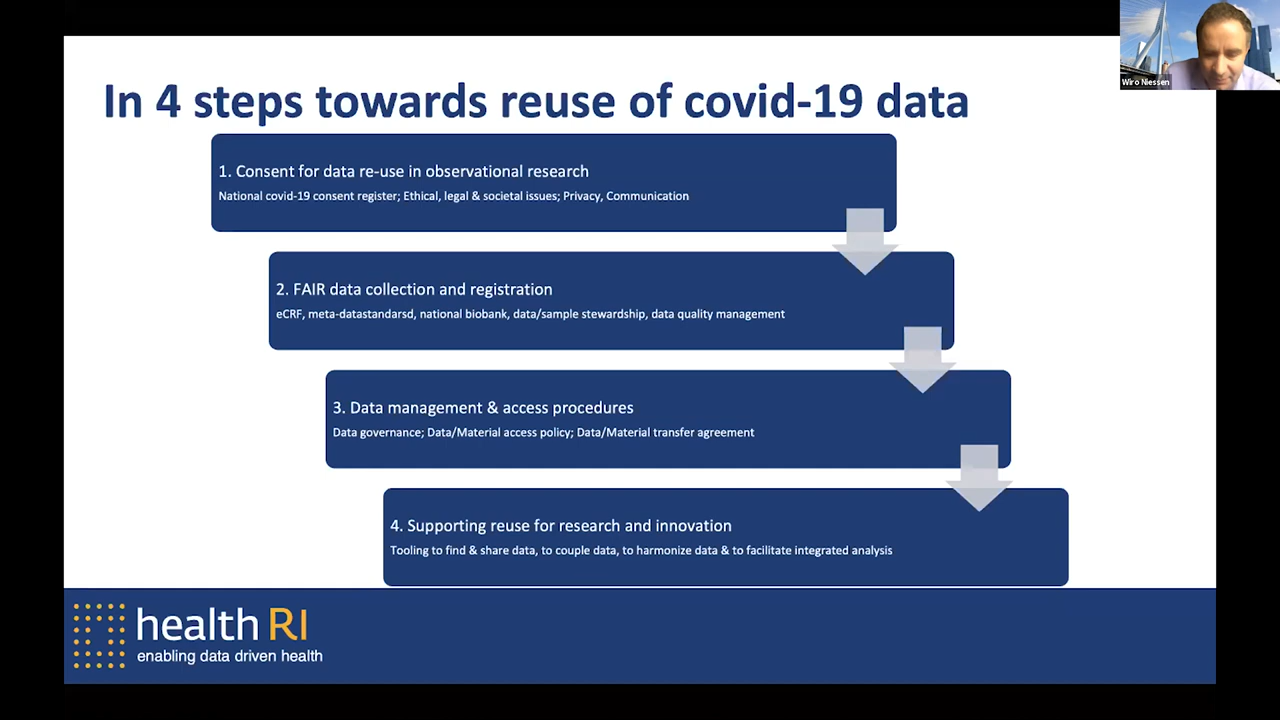 In 4 steps towards reuse of covid-19 data
Wiro Niessen
1. Consent for data re-use in observational research
National covid-19 consent register; Ethical, legal & societal issues; Privacy, Communication
2. FAIR data collection and registration
eCRF, meta-datastandarsd, national biobank, data/sample stewardship, data quality management
3. Data management & access procedures
Data governance; Data/Material access policy; Data/Material transfer agreement
4. Supporting reuse for research and innovation
Tooling to find & share data, to couple data, to harmonize data & to facilitate integrated analysis
health RI
enabling data driven health